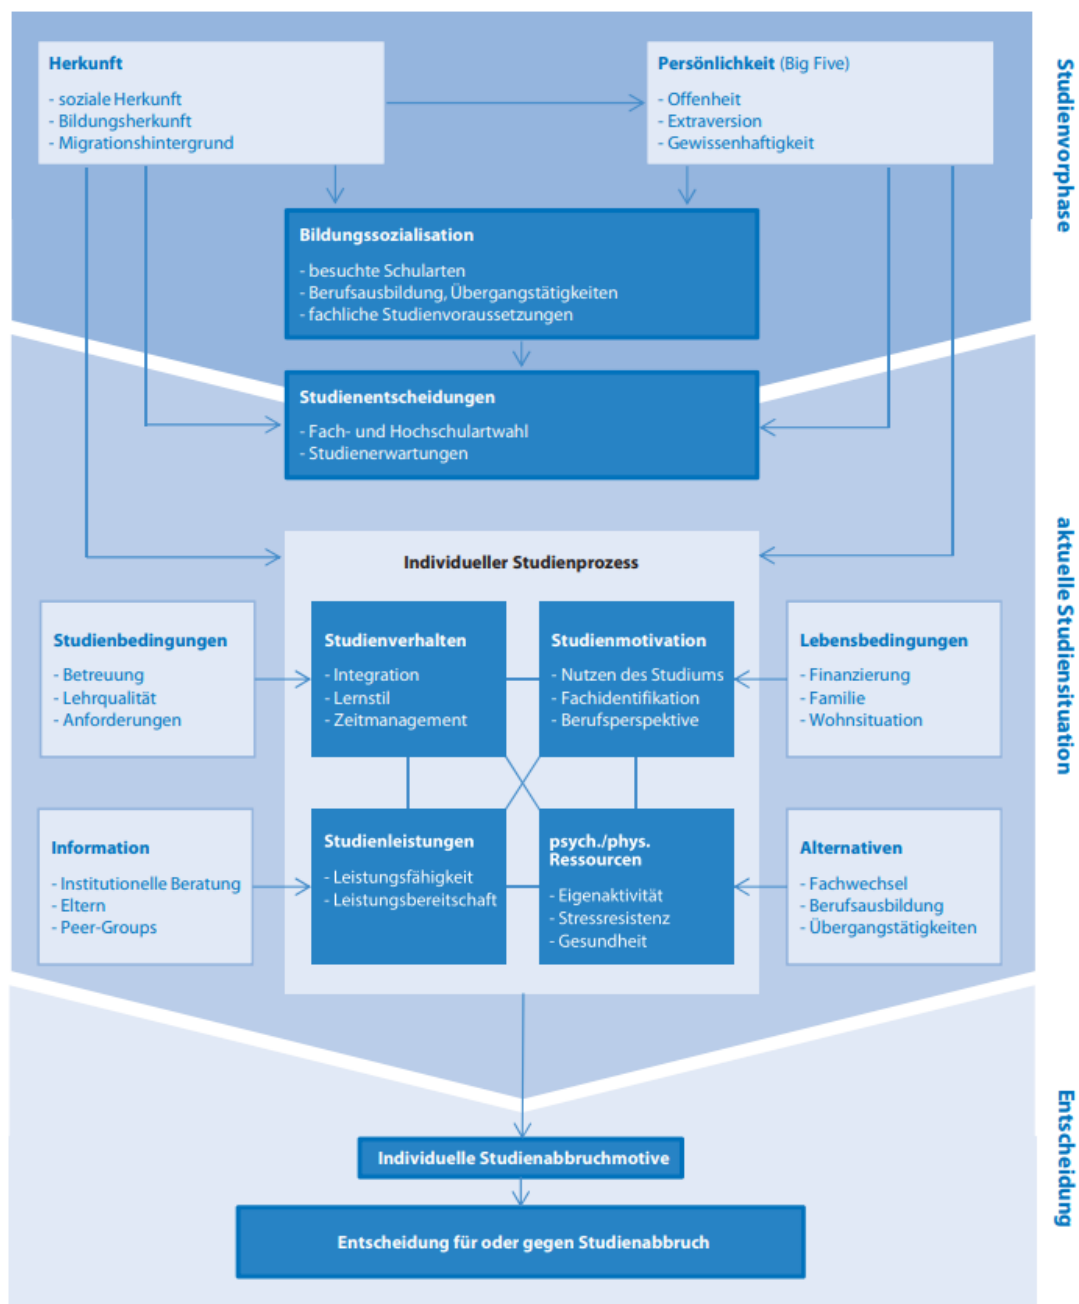 Herkunft
- soziale Herkunft
- Bildungsherkunft
- Migrationshintergrund
Persönlichkeit (Big Five)
- Offenheit
- Extraversion
- Gewissenhaftigkeit
Studienvorphase
Bildungssozialisation
- besuchte Schularten
- Berufsausbildung, Übergangstätigkeiten
- fachliche Studienvoraussetzungen
Studienentscheidungen
- Fach- und Hochschulartwahl
- Studienerwartungen
aktuelle Studiensituation
Individueller Studienprozess
Studienbedingungen
- Betreuung
- Lehrqualität
- Anforderungen
Studienverhalten
- Integration
- Lernstil
- Zeitmanagement
Studienmotivation
- Nutzen des Studiums
- Fachidentifikation
- Berufsperspektive
Lebensbedingungen
- Finanzierung
- Familie
- Wohnsituation
Information
- Institutionelle Beratung
- Eltern
- Peer-Groups
Studienleistungen
- Leistungsfähigkeit
- Leistungsbereitschaft
psych./phys.
Ressourcen
- Eigenaktivität
- Stressresistenz
- Gesundheit
Alternativen
- Fachwechsel
- Berufsausbildung
- Übergangstätigkeiten
Entscheidung
Individuelle Studienabbruchmotive
Entscheidung für oder gegen Studienabbruch